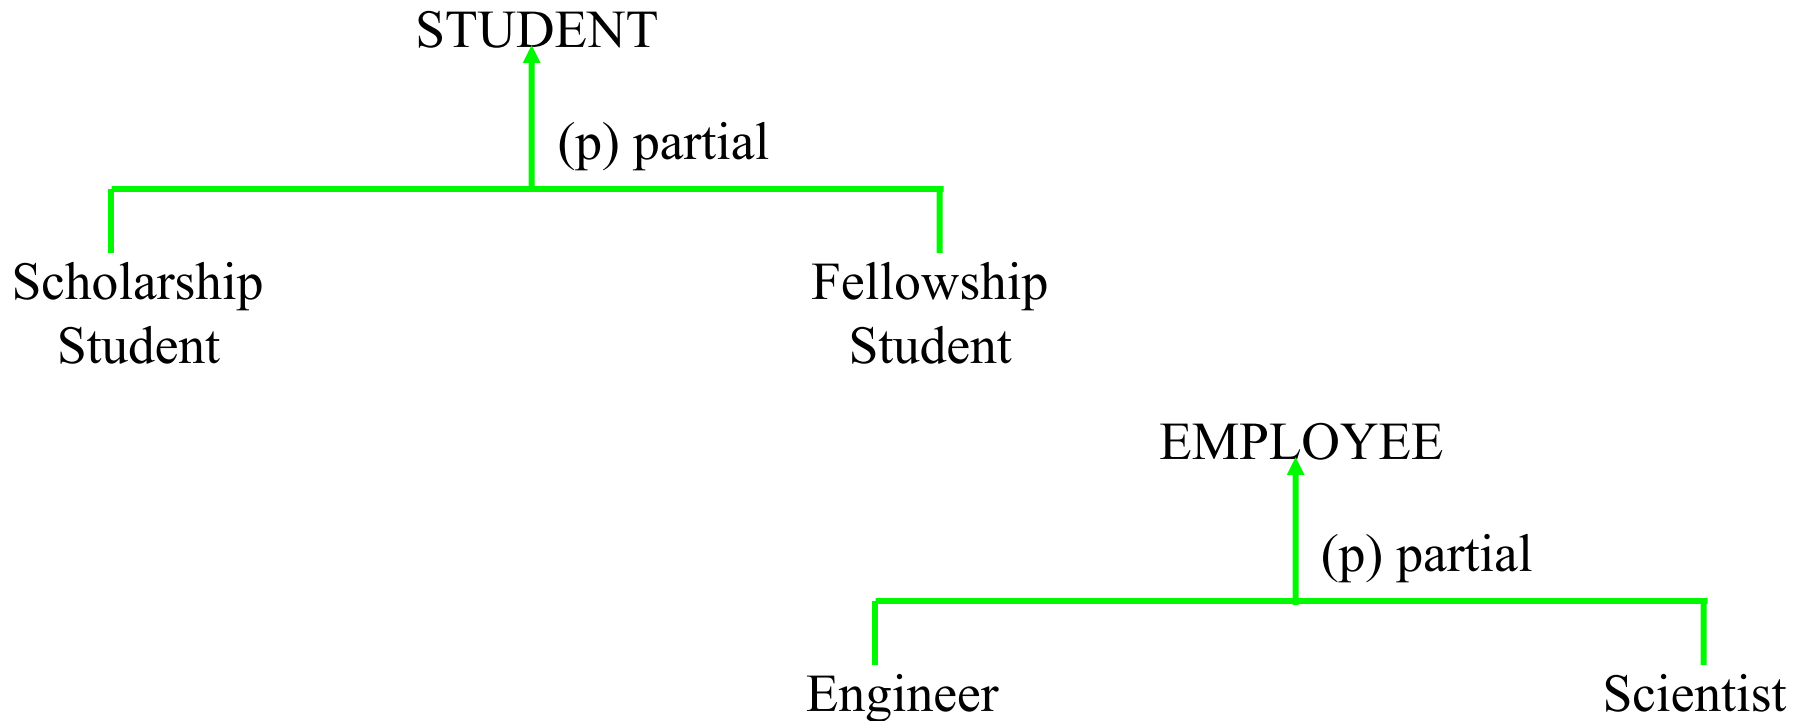 STUDENT
(p) partial
Scholarship
Student
Fellowship
Student
EMPLOYEE
(p) partial
Engineer
Scientist